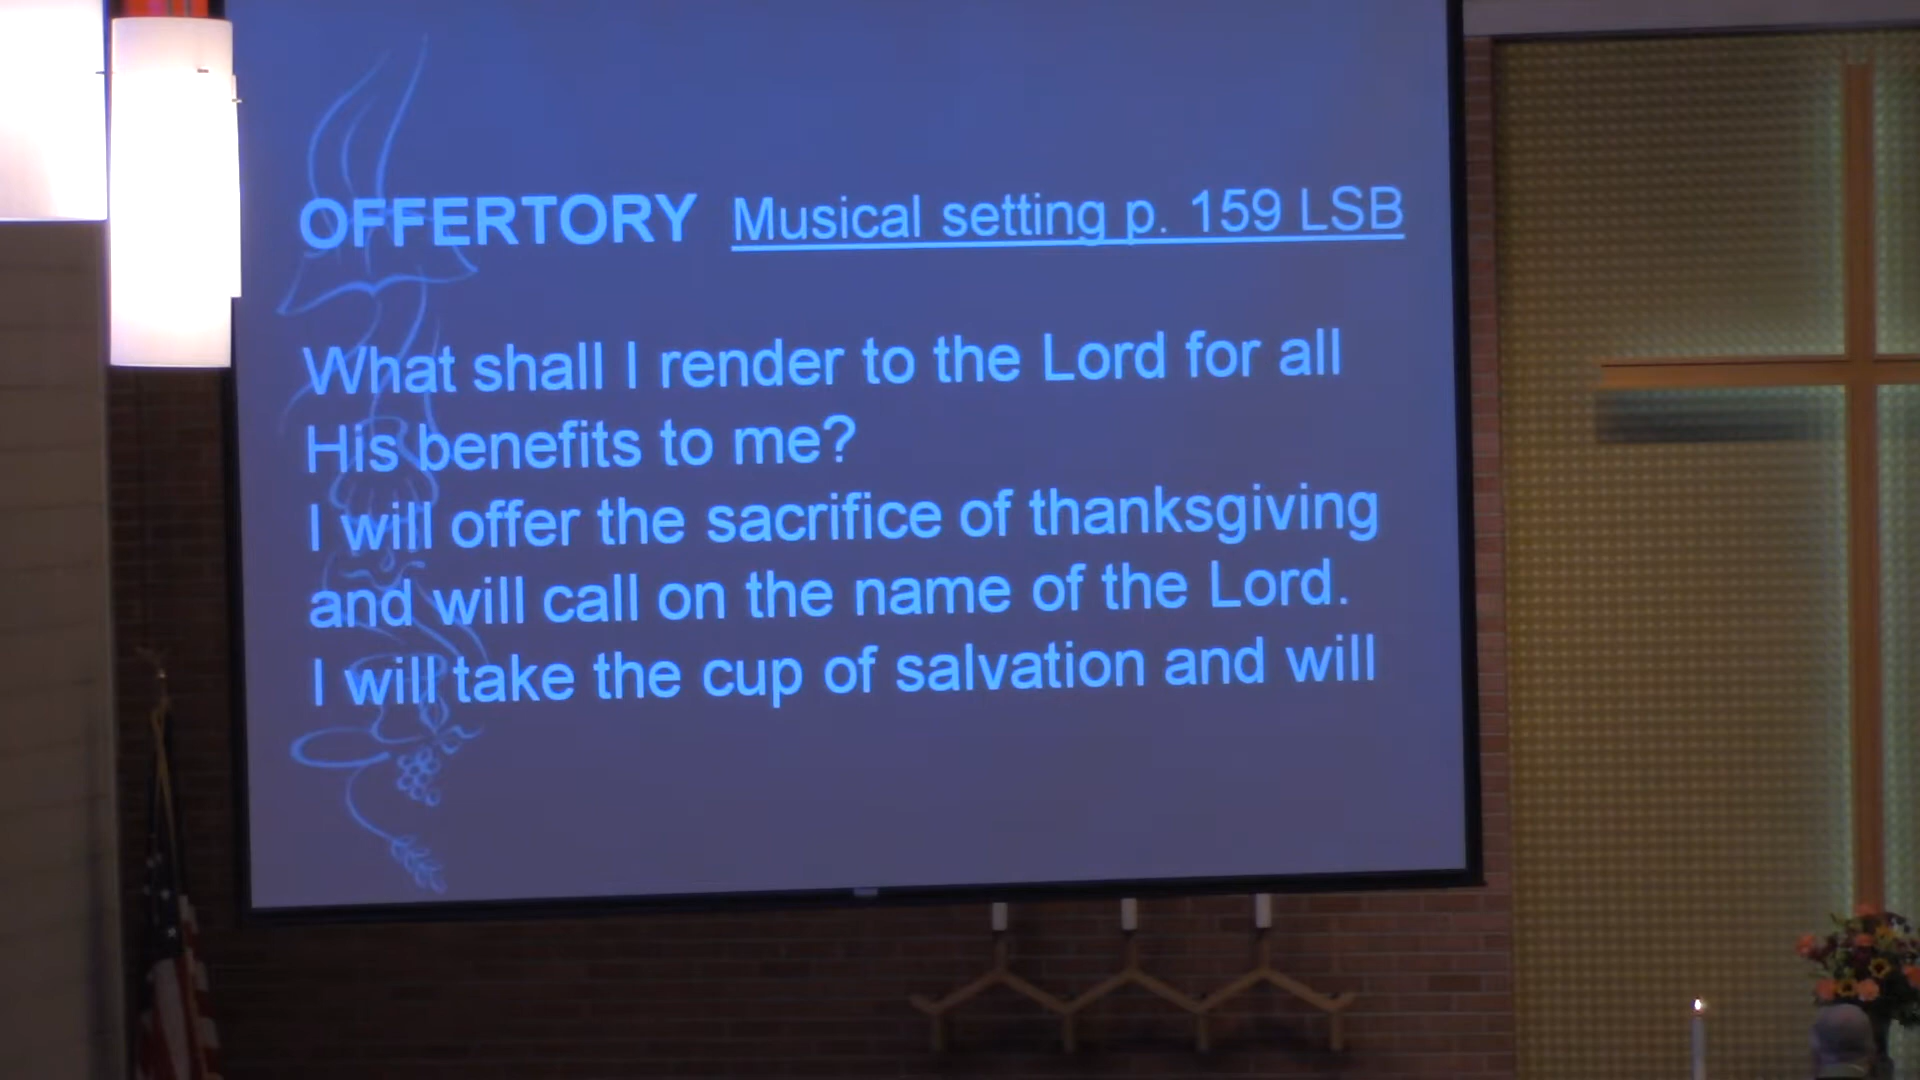 OFFERTORY Musical setting p. 159 LSB
What shall I render to the Lord for all
His benefits to me?
I will offer the sacrifice of thanksgiving
and will call on the name of the Lord.
I will take the cup of salvation and will